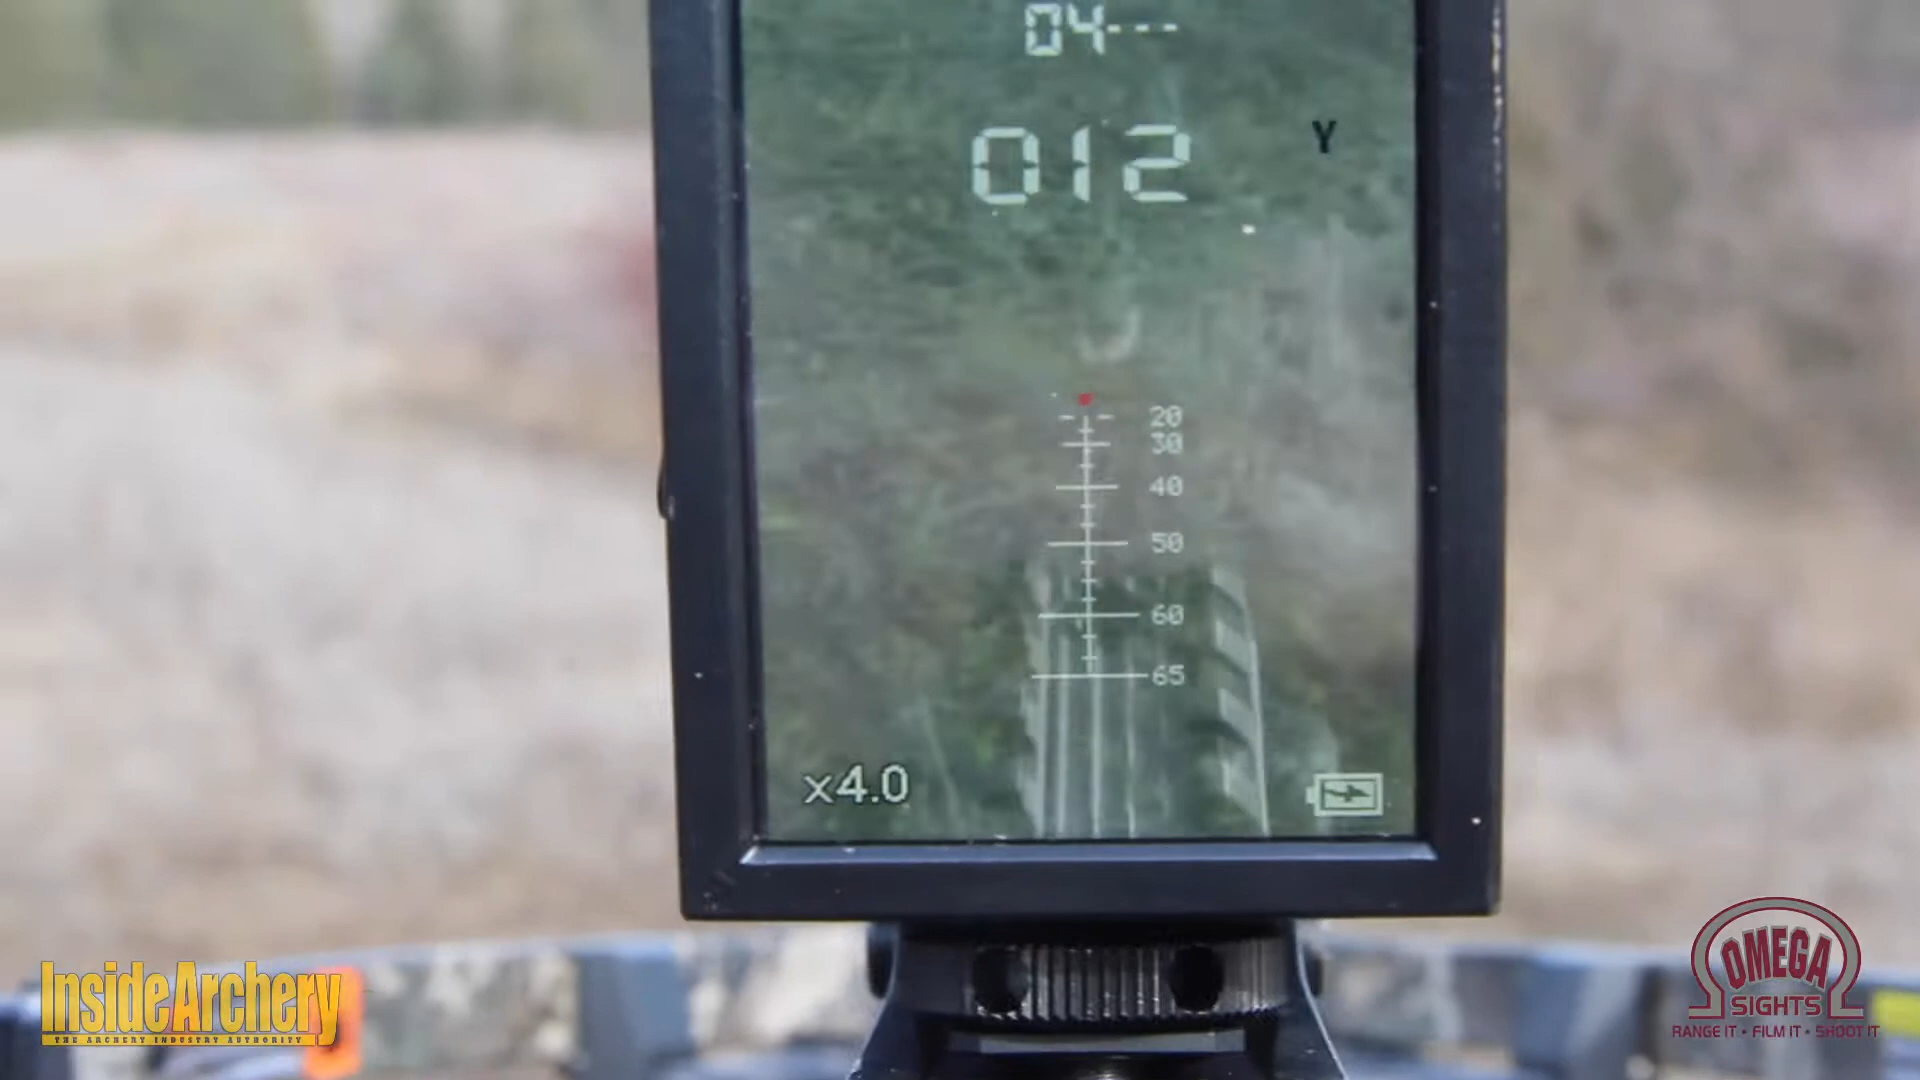 04---
012
Y
20
30
40
50
60
65
x4.0
InsideArchery
THE ARCHERY INDUSTRY AUTHORITY
OMEGA
SIGHTS
RANGE IT • FILM IT • SHOOT IT